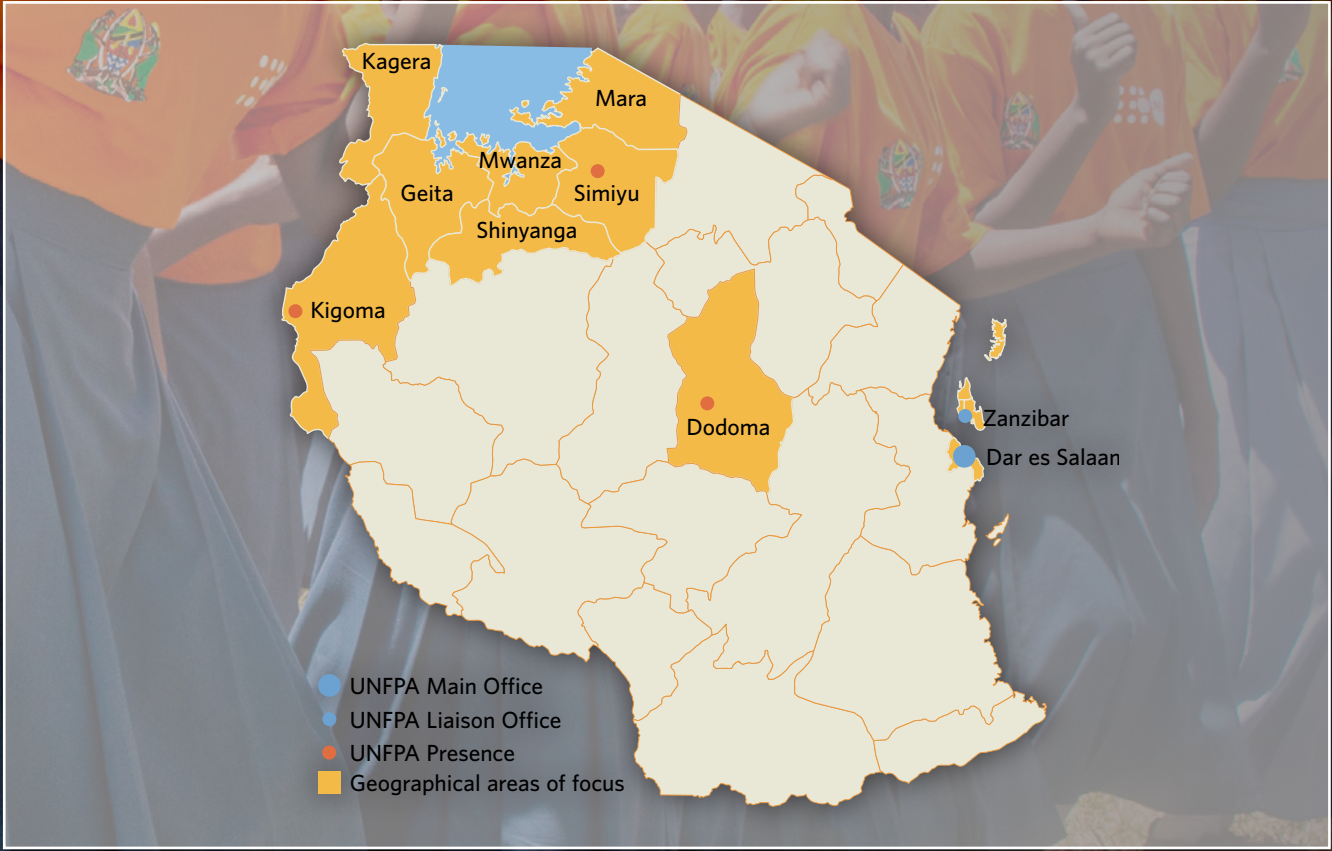 Kagera
Mara
Mwanza
Geita
Simiyu
Shinyanga
Kigoma
Dodoma
Zanzibar
Dar es Salaan
UNFPA Main Office
UNFPA Liaison Office
UNFPA Presence
Geographical areas of focus